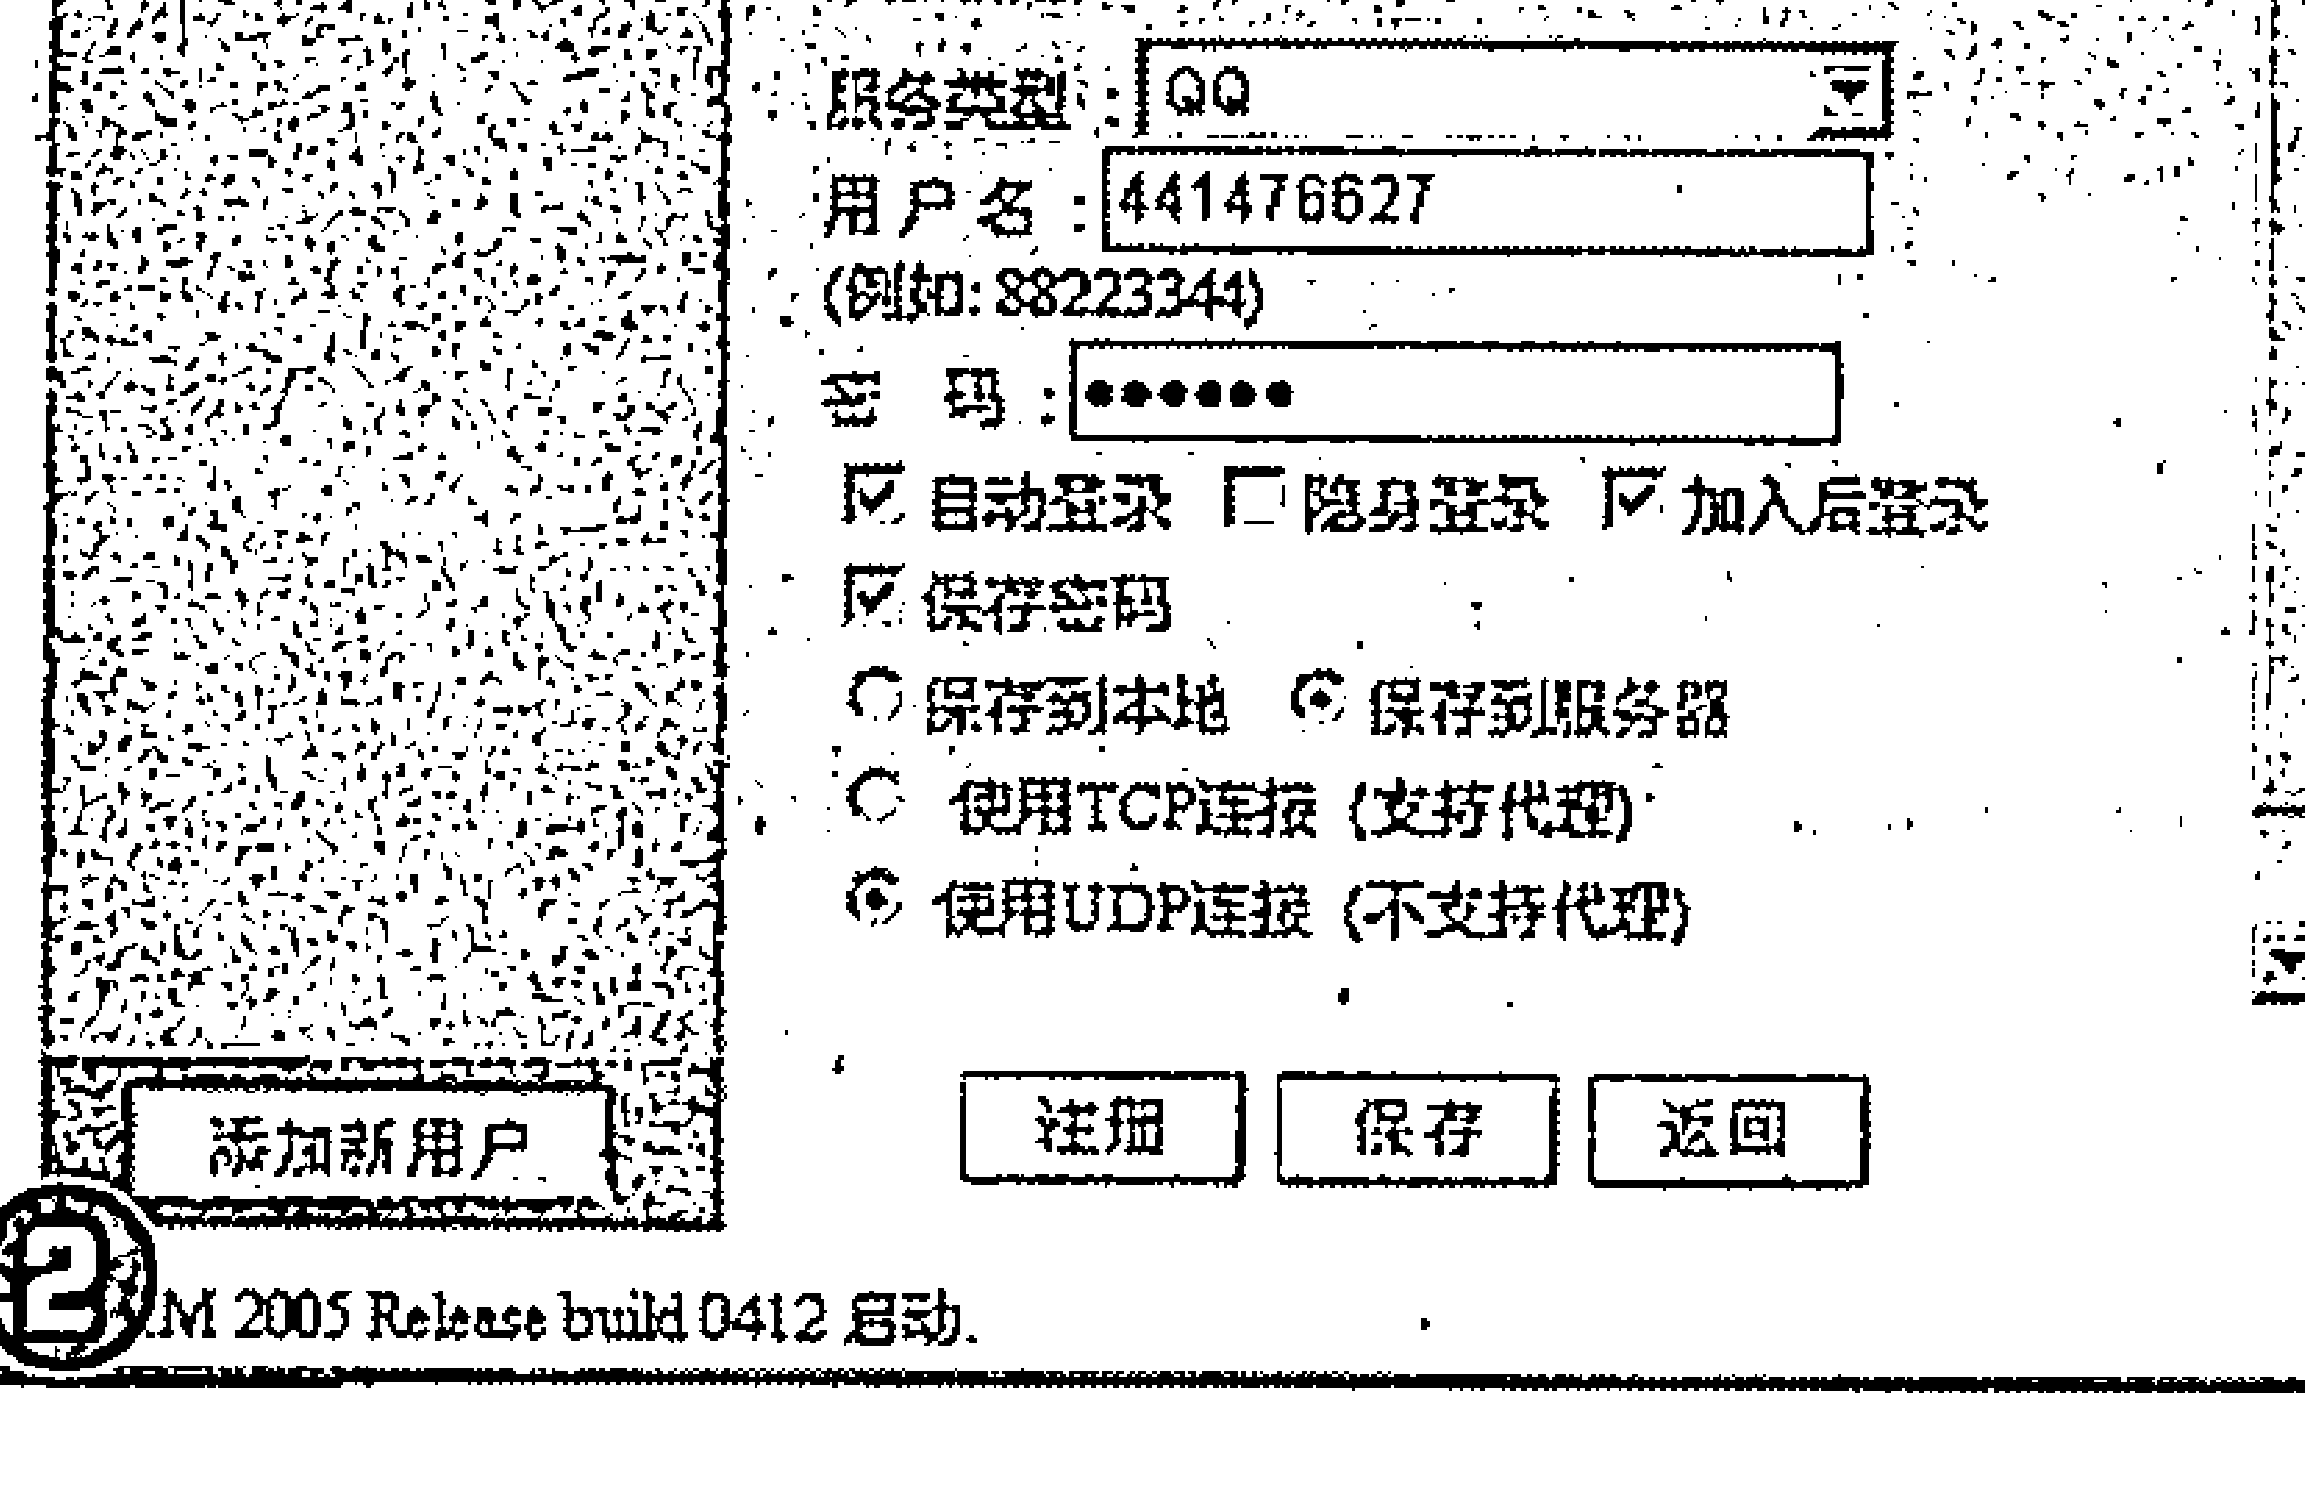 服务类型：QQ
用户名：441476627
(例如: 88223344)
密 码：●●●●●●
自动登录 隐身登录 加入后登录
保存密码
保存到本地 保存到服务器
使用TCP连接 (支持代理)
使用UDP连接 (不支持代理)
添加新用户 注册 保存 返回
2
M 2005 Release build 0412 启动.